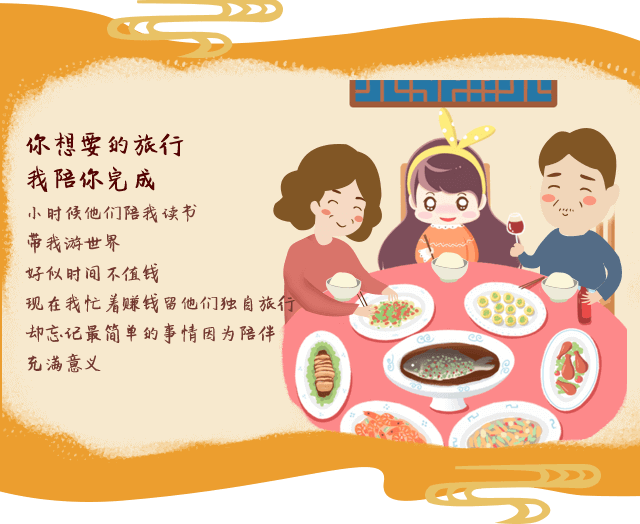 你想要的旅行
我陪你完成
小时候他们陪我读书
带我游世界
好似时间不值钱
现在我忙着赚钱留他们独自旅行
却忘记最简单的事情因为陪伴
充满意义